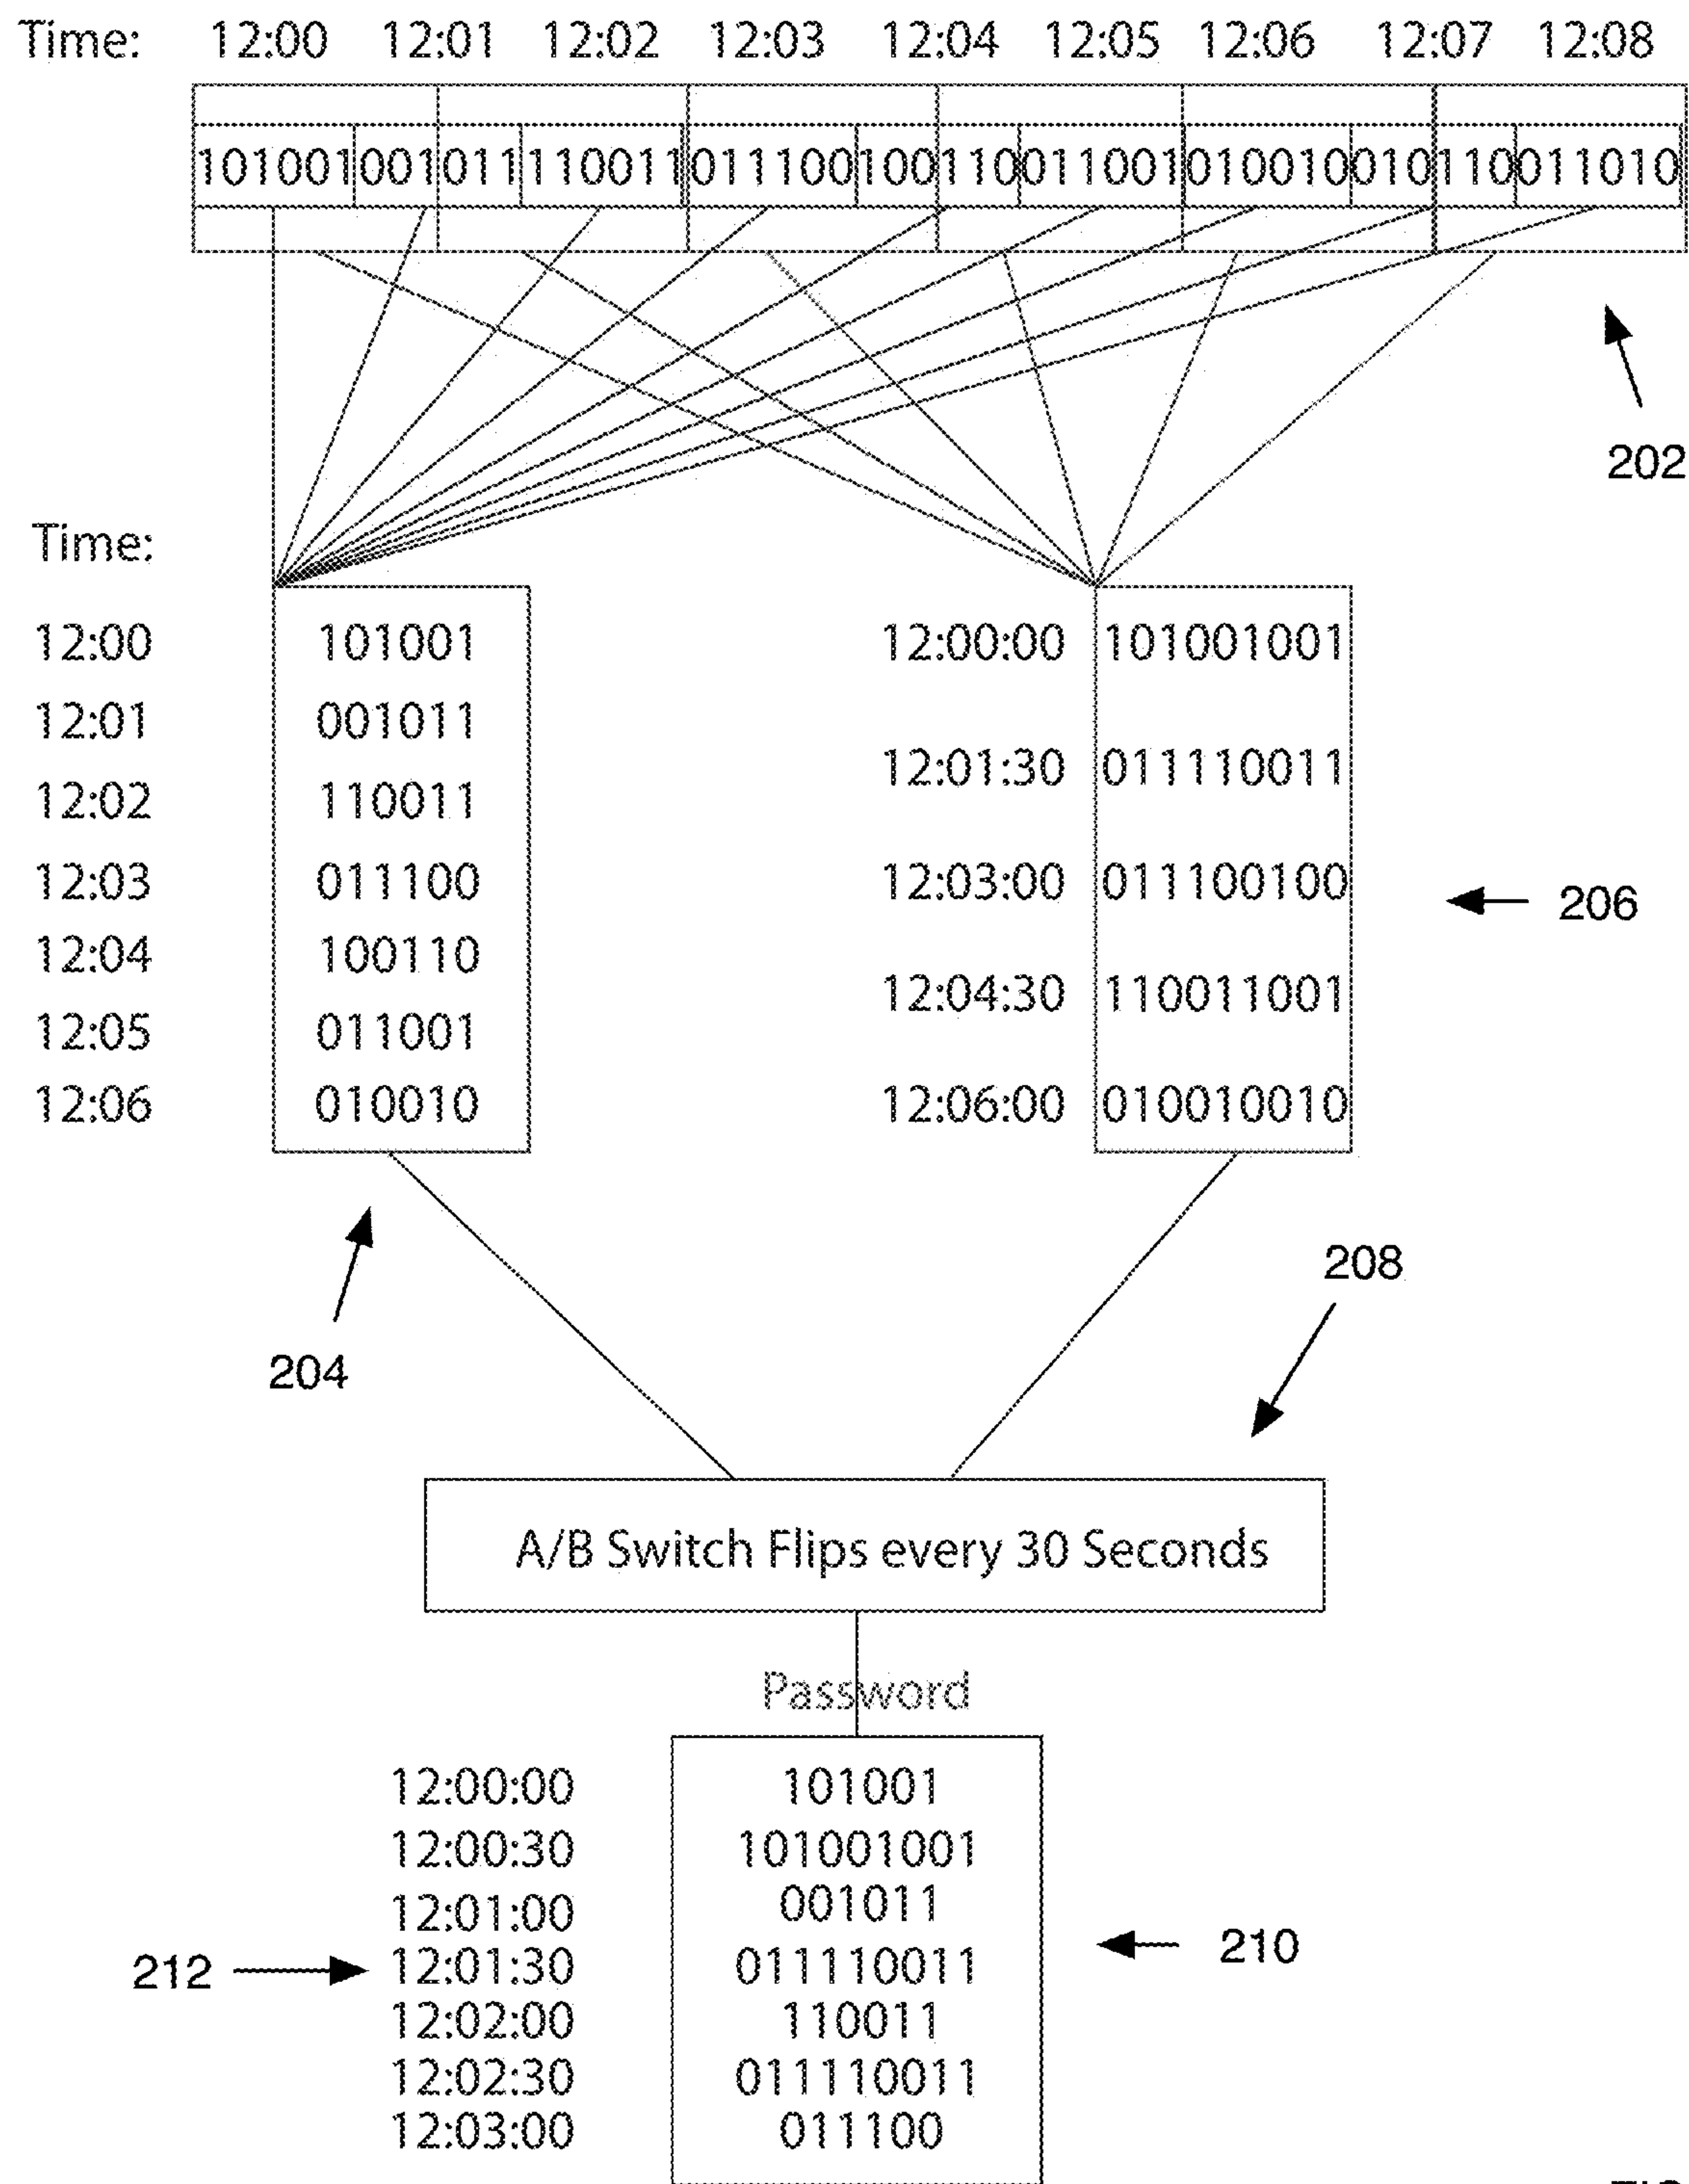 Time: 12:00 12:01 12:02 12:03 12:04 12:05 12:06 12:07 12:08
101001 001 011 110011 011100 100 110 011001 010010 010 110 011010
202
Time:
12:00 101001 12:00:00 101001001
12:01 001011
12:01:30 011110011
12:02 110011
12:03 011100 12:03:00 011100100
206
12:04 100110
12:04:30 110011001
12:05 011001
12:06 010010 12:06:00 010010010
208
204
A/B Switch Flips every 30 Seconds
Password
12:00:00 101001
12:00:30 101001001
12:01:00 001011
210
212 12:01:30 011110011
12:02:00 110011
12:02:30 011110011
12:03:00 011100